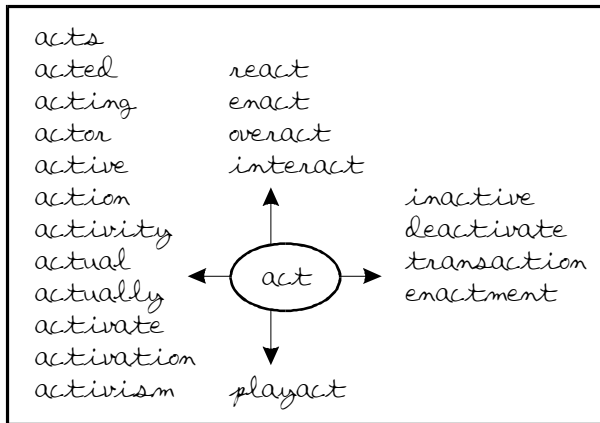 acts
acted
acting
actor
active
action
activity
actual
actually
activate
activation
activism
react
enact
overact
interact
act
playact
inactive
deactivate
transaction
enactment